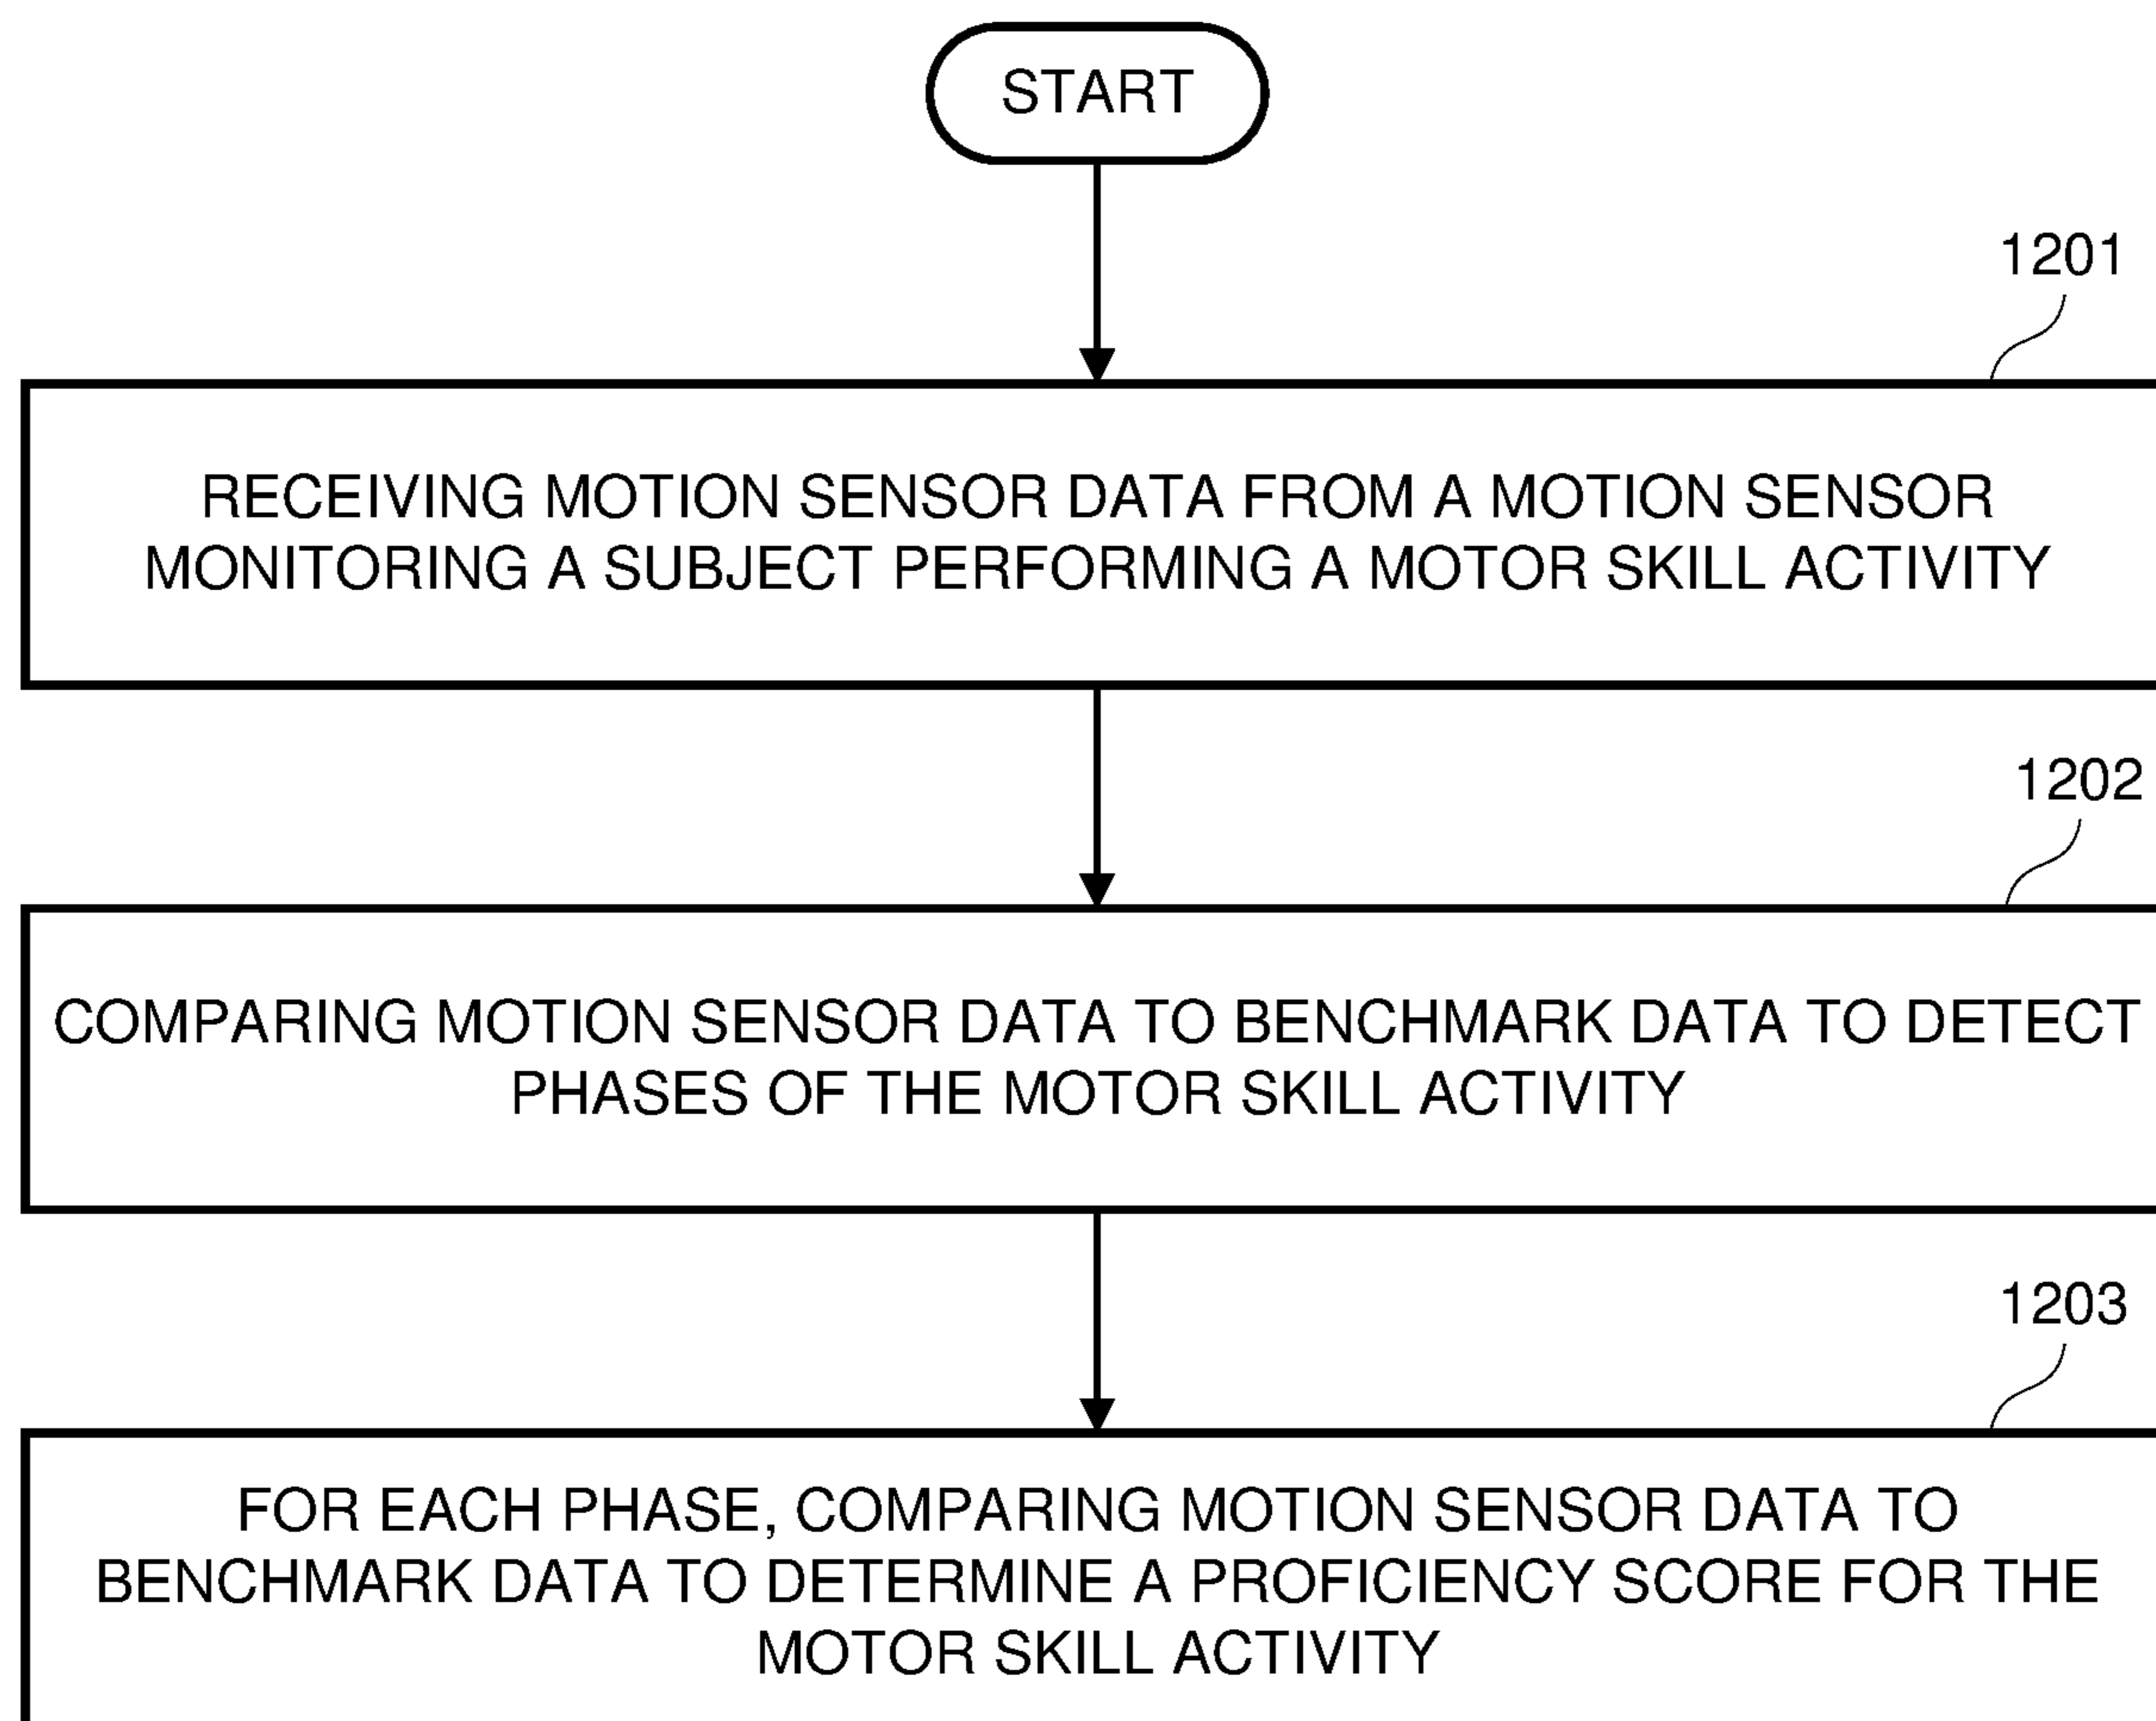 START
1201
RECEIVING MOTION SENSOR DATA FROM A MOTION SENSOR
MONITORING A SUBJECT PERFORMING A MOTOR SKILL ACTIVITY
1202
COMPARING MOTION SENSOR DATA TO BENCHMARK DATA TO DETECT
PHASES OF THE MOTOR SKILL ACTIVITY
1203
FOR EACH PHASE, COMPARING MOTION SENSOR DATA TO
BENCHMARK DATA TO DETERMINE A PROFICIENCY SCORE FOR THE
MOTOR SKILL ACTIVITY